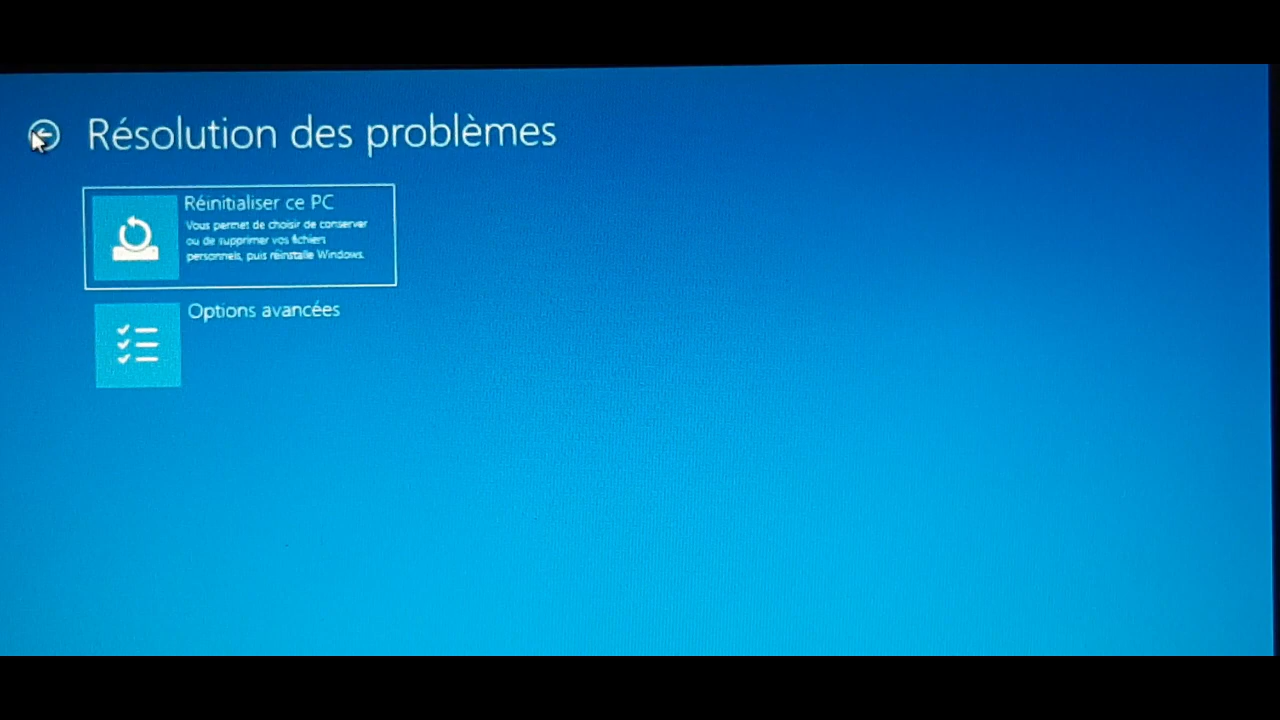 Résolution des problèmes
Réinitialiser ce PC
Vous permet de choisir de conserver
ou de supprimer vos fichiers
personnels, puis réinstalle Windows.
Options avancées